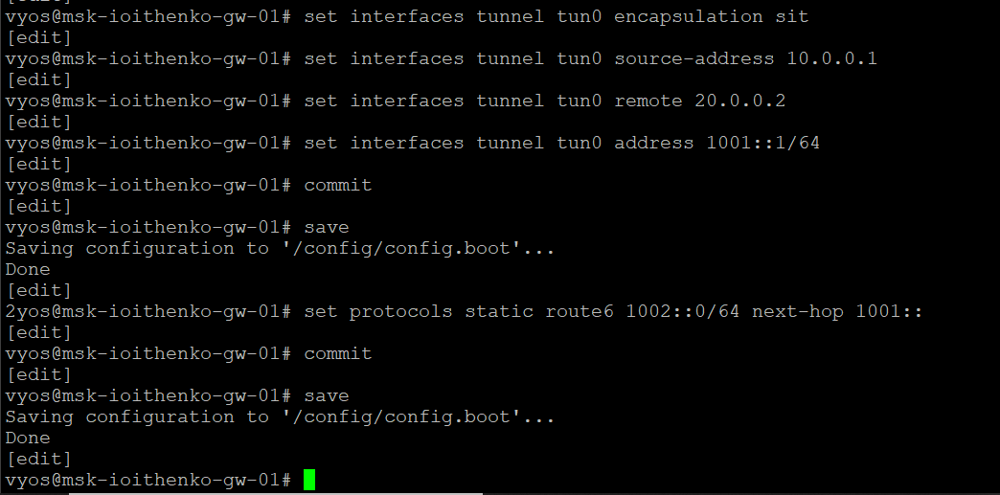 [edit]
vyos@msk-ioithenko-gw-01# set interfaces tunnel tun0 encapsulation sit
[edit]
vyos@msk-ioithenko-gw-01# set interfaces tunnel tun0 source-address 10.0.0.1
[edit]
vyos@msk-ioithenko-gw-01# set interfaces tunnel tun0 remote 20.0.0.2
[edit]
vyos@msk-ioithenko-gw-01# set interfaces tunnel tun0 address 1001::1/64
[edit]
vyos@msk-ioithenko-gw-01# commit
[edit]
vyos@msk-ioithenko-gw-01# save
Saving configuration to '/config/config.boot'...
Done
[edit]
2yos@msk-ioithenko-gw-01# set protocols static route6 1002::0/64 next-hop 1001::
[edit]
vyos@msk-ioithenko-gw-01# commit
[edit]
vyos@msk-ioithenko-gw-01# save
Saving configuration to '/config/config.boot'...
Done
[edit]
vyos@msk-ioithenko-gw-01#